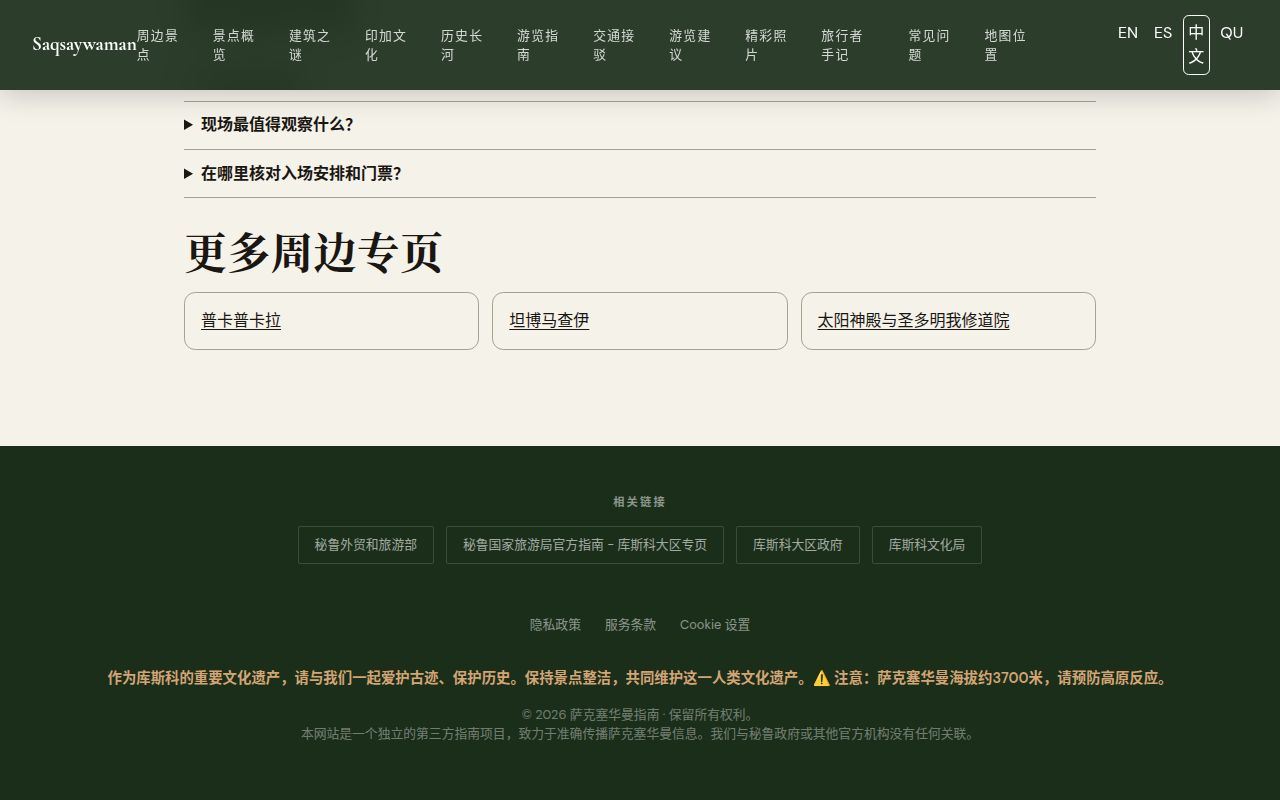 Saqsaywaman
周边景点
景点概览
建筑之谜
印加文化
历史长河
游览指南
交通接驳
游览建议
精彩照片
旅行者手记
常见问题
地图位置
EN ES 中文 QU
现场最值得观察什么？
在哪里核对入场安排和门票？
更多周边专页
普卡普卡拉
坦博马查伊
太阳神殿与圣多明我修道院
相关链接
秘鲁外贸和旅游部
秘鲁国家旅游局官方指南 - 库斯科大区专页
库斯科大区政府
库斯科文化局
隐私政策 服务条款 Cookie 设置
作为库斯科的重要文化遗产，请与我们一起爱护古迹、保护历史。保持景点整洁，共同维护这一人类文化遗产。⚠️ 注意：萨克塞华曼海拔约3700米，请预防高原反应。
© 2026 萨克塞华曼指南 · 保留所有权利。
本网站是一个独立的第三方指南项目，致力于准确传播萨克塞华曼信息。我们与秘鲁政府或其他官方机构没有任何关联。